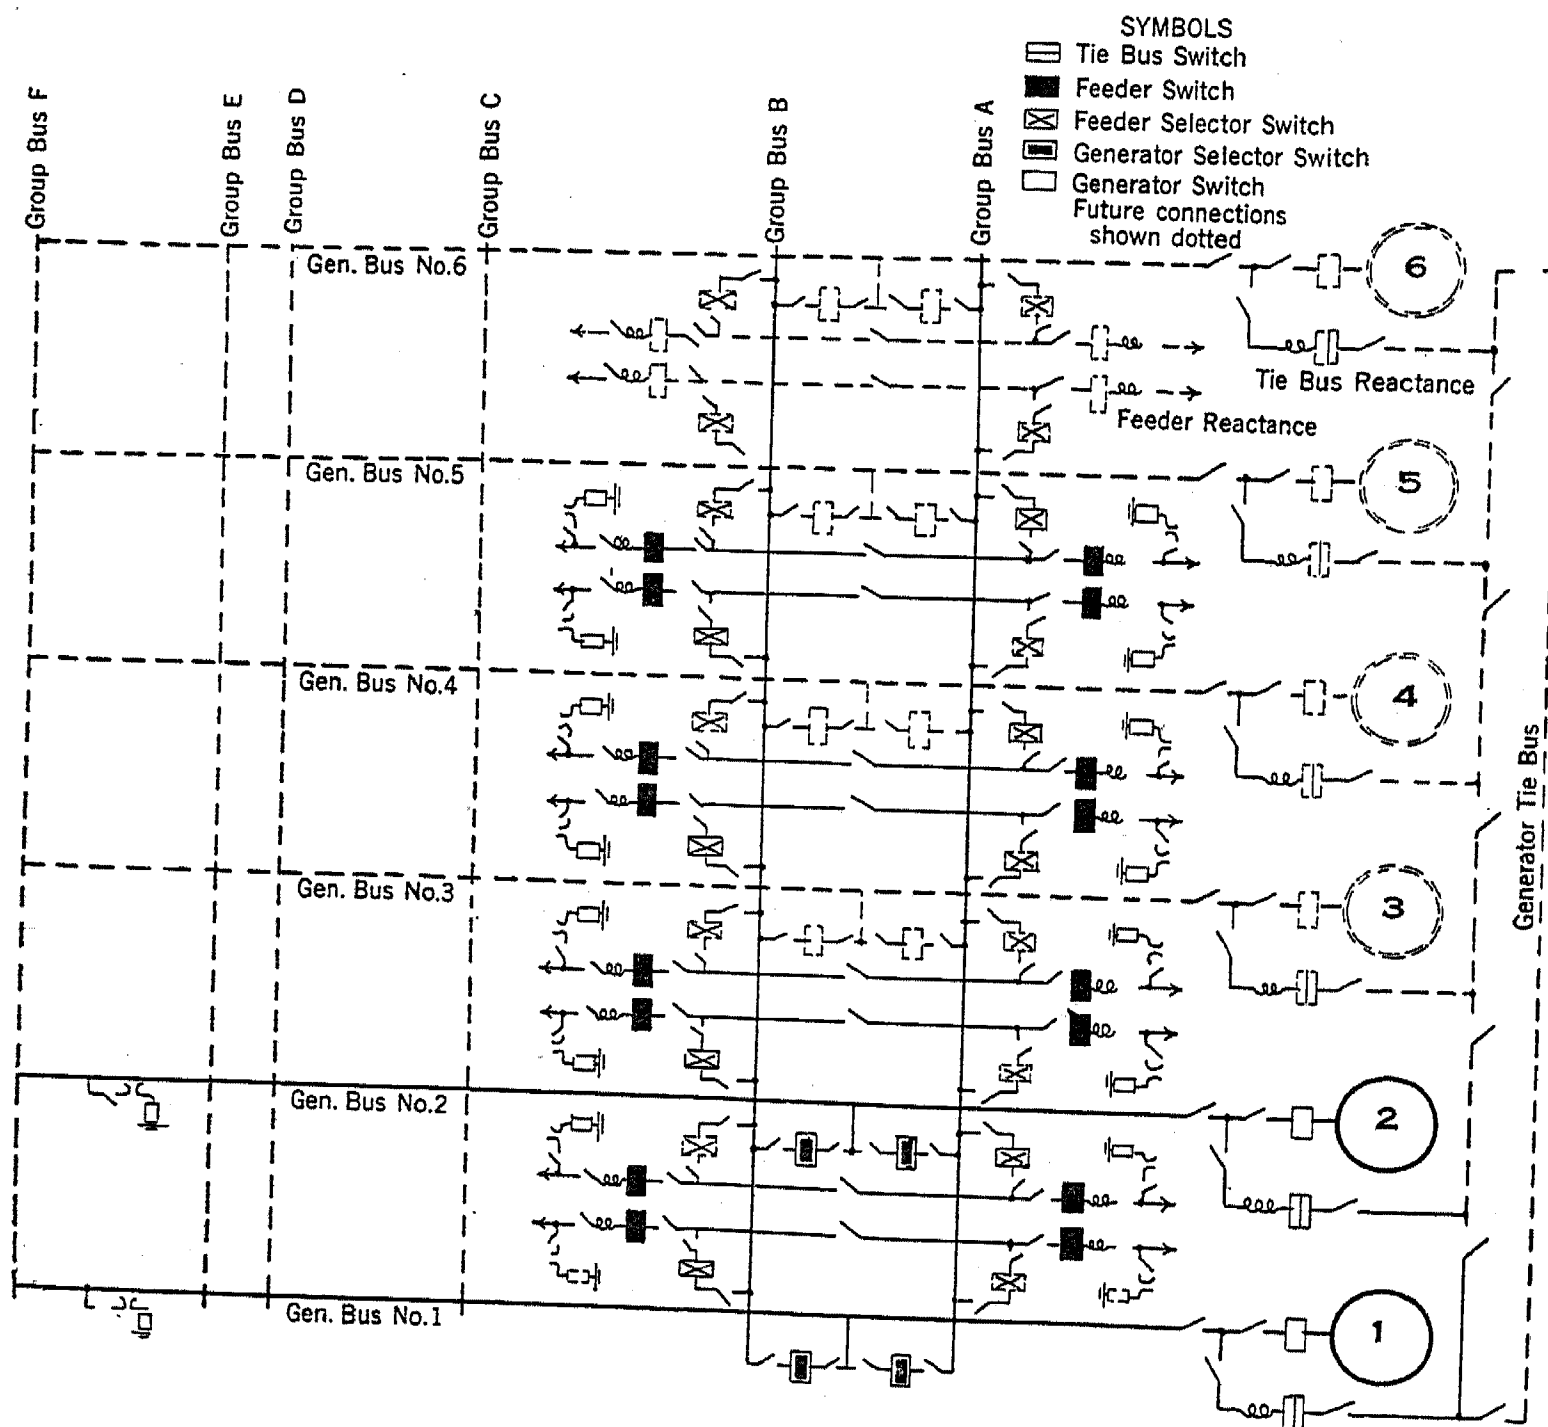 SYMBOLS
Tie Bus Switch
Feeder Switch
Feeder Selector Switch
Generator Selector Switch
Generator Switch
Future connections
shown dotted
Group Bus F
Group Bus E
Group Bus D
Group Bus C
Group Bus B
Group Bus A
Gen. Bus No.6
6
Tie Bus Reactance
Feeder Reactance
Gen. Bus No.5
5
Gen. Bus No.4
4
Generator Tie Bus
Gen. Bus No.3
3
Gen. Bus No.2
2
Gen. Bus No.1
1